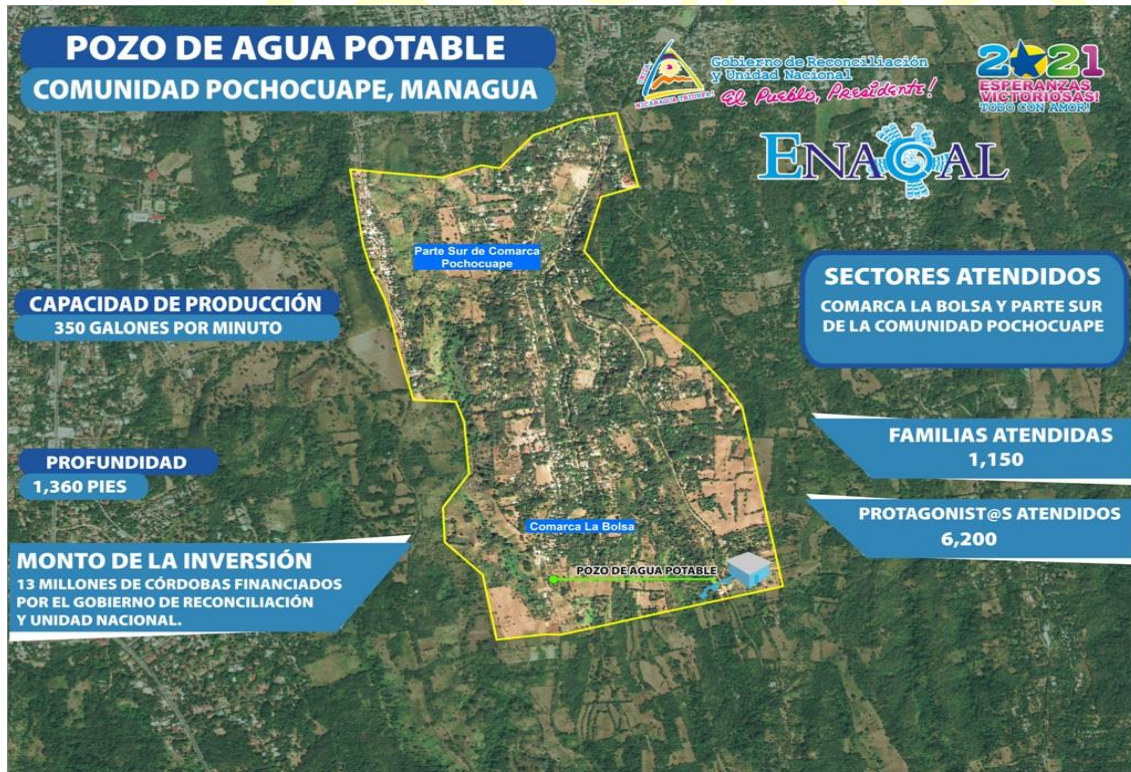 POZO DE AGUA POTABLE
COMUNIDAD POCHOCUAPE, MANAGUA
CRISTIANA, SOCIALISTA, SOLIDARIA!
Gobierno de Reconciliación
y Unidad Nacional
El Pueblo, Presidente!
2021
ESPERANZAS
VICTORIOSAS!
TODO CON AMOR!
ENACAL
Parte Sur de Comarca
Pochocuape
CAPACIDAD DE PRODUCCIÓN
350 GALONES POR MINUTO
SECTORES ATENDIDOS
COMARCA LA BOLSA Y PARTE SUR
DE LA COMUNIDAD POCHOCUAPE
PROFUNDIDAD
1,360 PIES
FAMILIAS ATENDIDAS
1,150
Comarca La Bolsa
PROTAGONIST@S ATENDIDOS
6,200
MONTO DE LA INVERSIÓN
13 MILLONES DE CÓRDOBAS FINANCIADOS
POR EL GOBIERNO DE RECONCILIACIÓN
Y UNIDAD NACIONAL.
POZO DE AGUA POTABLE